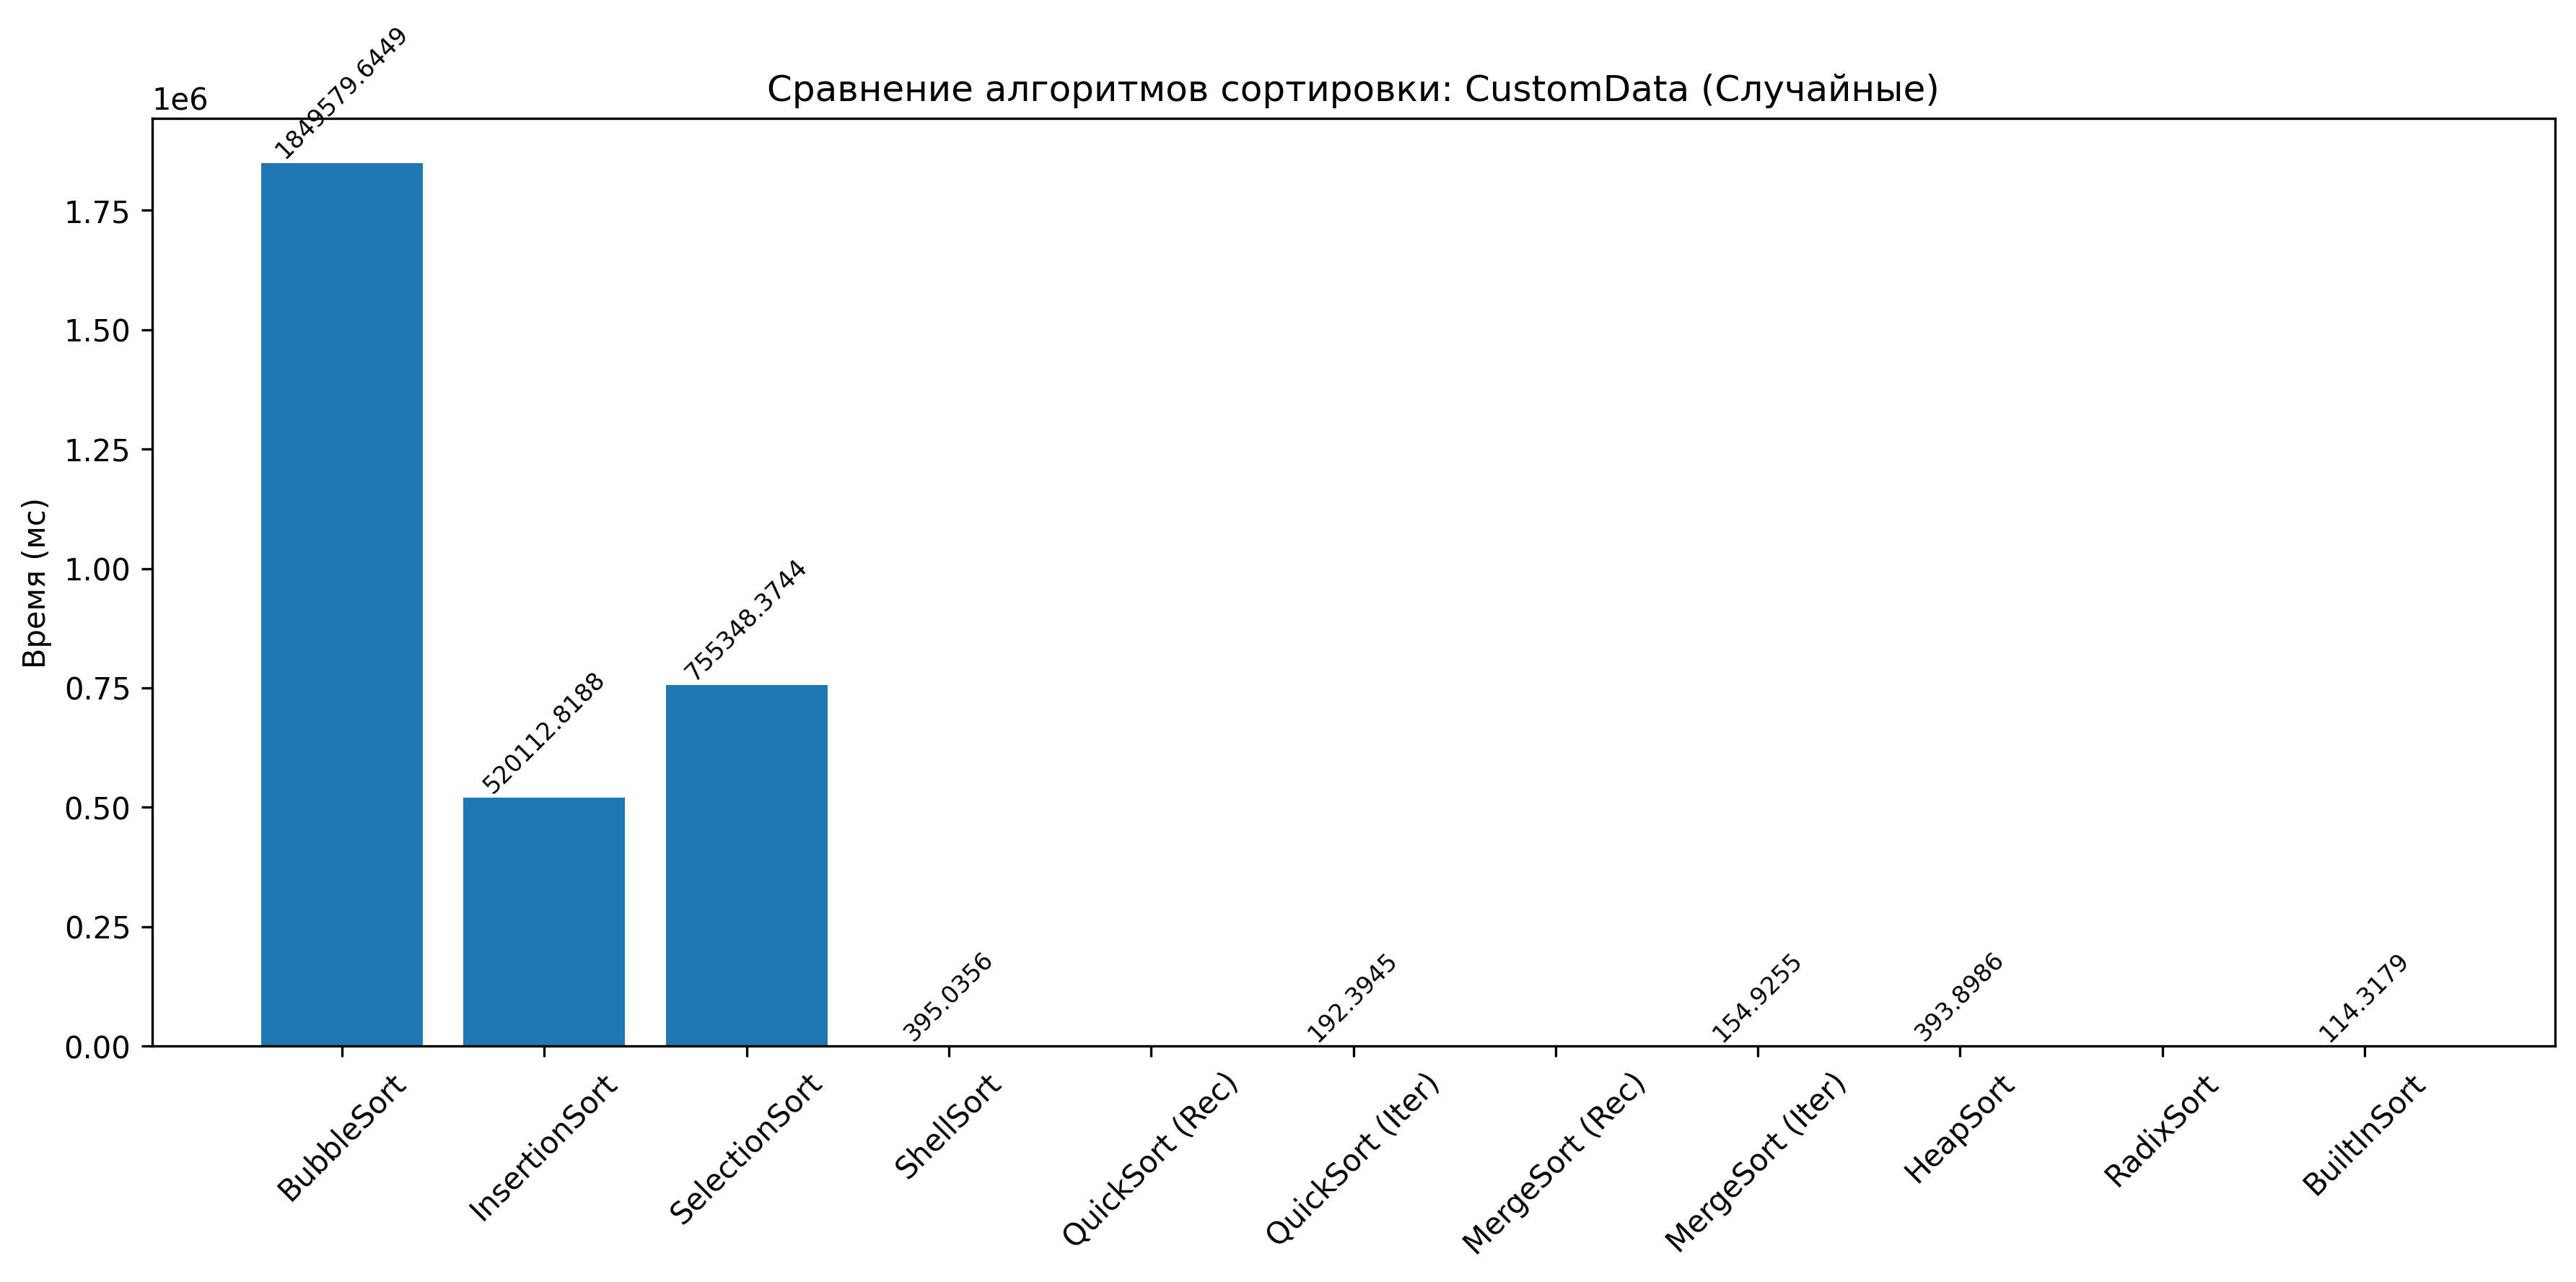 Сравнение алгоритмов сортировки: CustomData (Случайные)
1e6
Время (мс)
1.75
1.50
1.25
1.00
0.75
0.50
0.25
0.00
1849579.6449
520112.8188
755348.3744
395.0356
192.3945
154.9255
393.8986
114.3179
BubbleSort
InsertionSort
SelectionSort
ShellSort
QuickSort (Rec)
QuickSort (Iter)
MergeSort (Rec)
MergeSort (Iter)
HeapSort
RadixSort
BuiltInSort